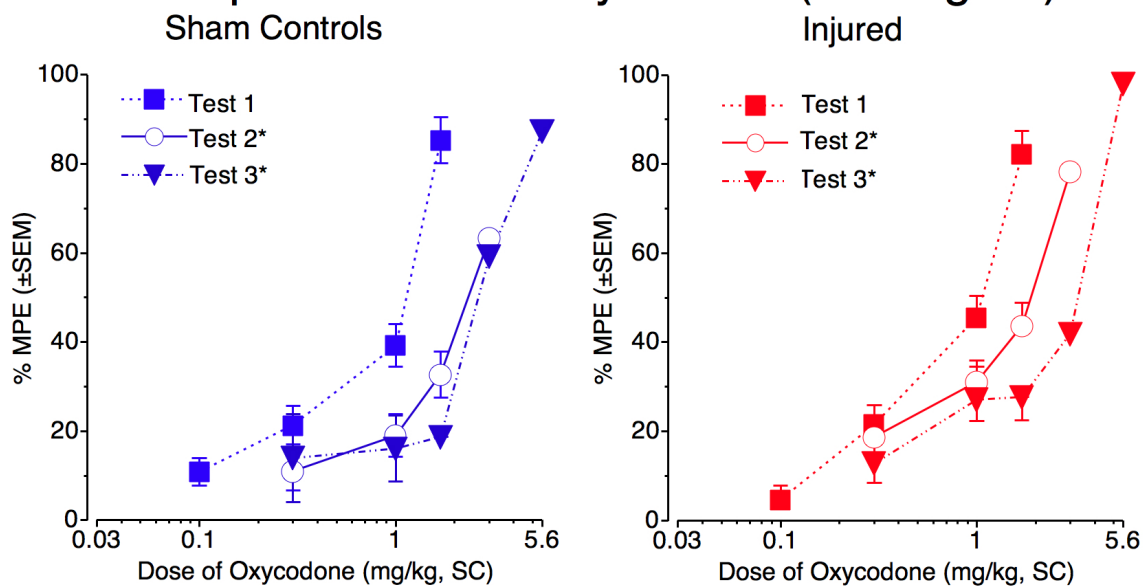 Sham Controls
Injured
% MPE (±SEM)
100
80
60
40
20
0
Test 1
Test 2*
Test 3*
0.03
0.1
1
5.6
Dose of Oxycodone (mg/kg, SC)
% MPE (±SEM)
100
80
60
40
20
0
Test 1
Test 2*
Test 3*
0.03
0.1
1
5.6
Dose of Oxycodone (mg/kg, SC)